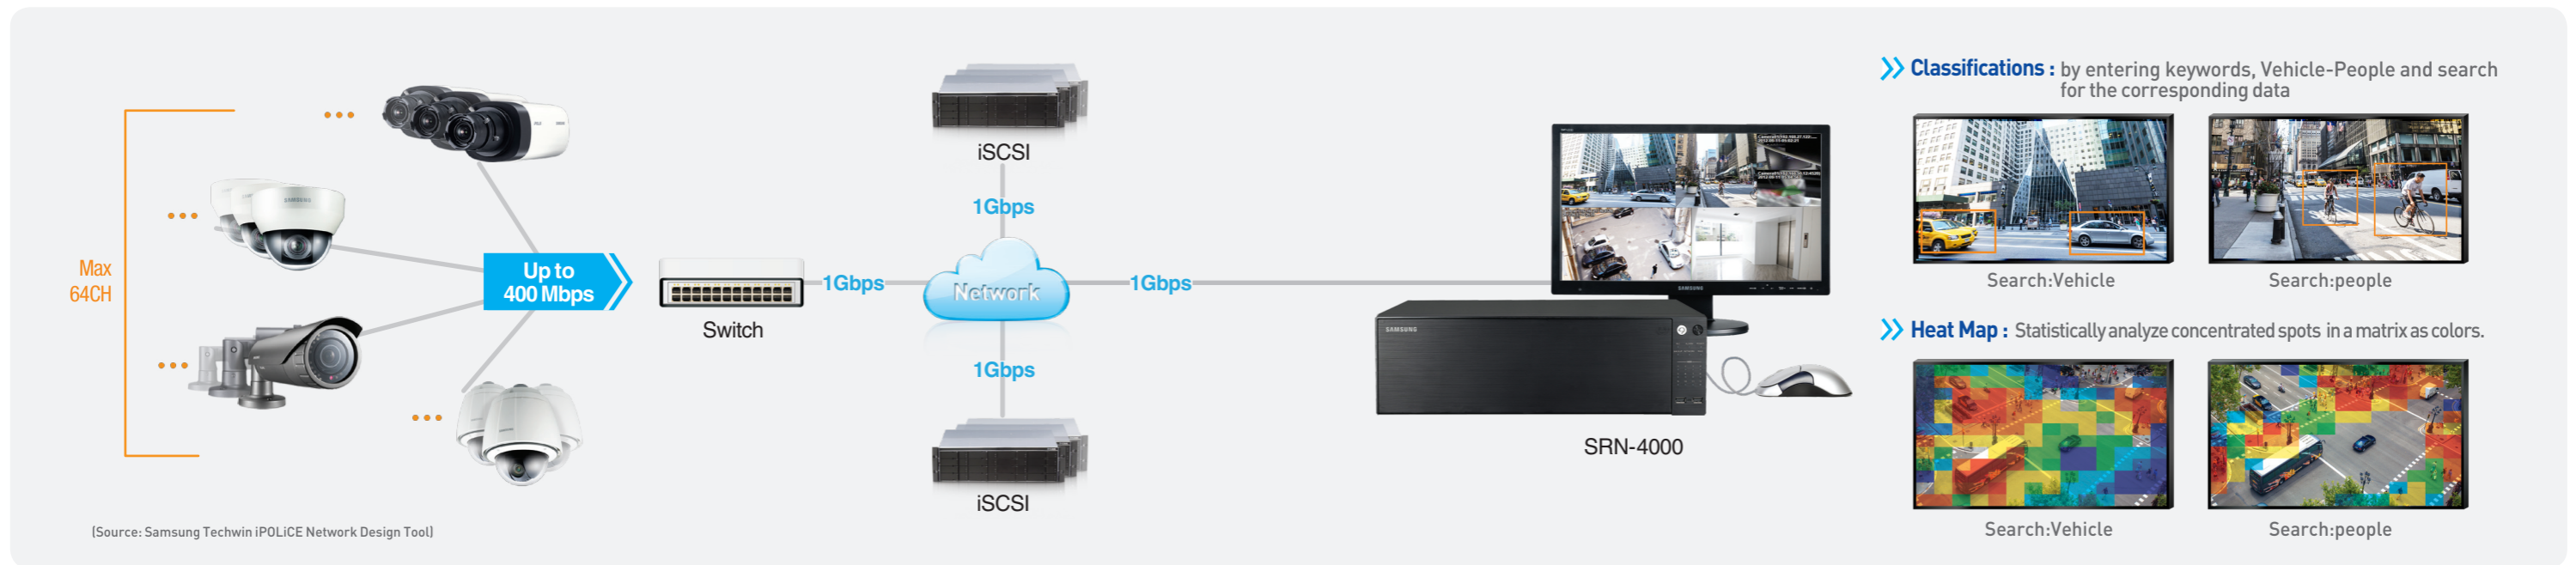 Max
64CH
SAMSUNG
Up to
400 Mbps
Switch
1Gbps
iSCSI
1Gbps
Network
1Gbps
1Gbps
iSCSI
SAMSUNG
SAMSUNG
SRN-4000
Classifications : by entering keywords, Vehicle-People and search
for the corresponding data
Search:Vehicle
Search:people
Heat Map : Statistically analyze concentrated spots in a matrix as colors.
Search:Vehicle
Search:people
(Source: Samsung Techwin iPOLiCE Network Design Tool)